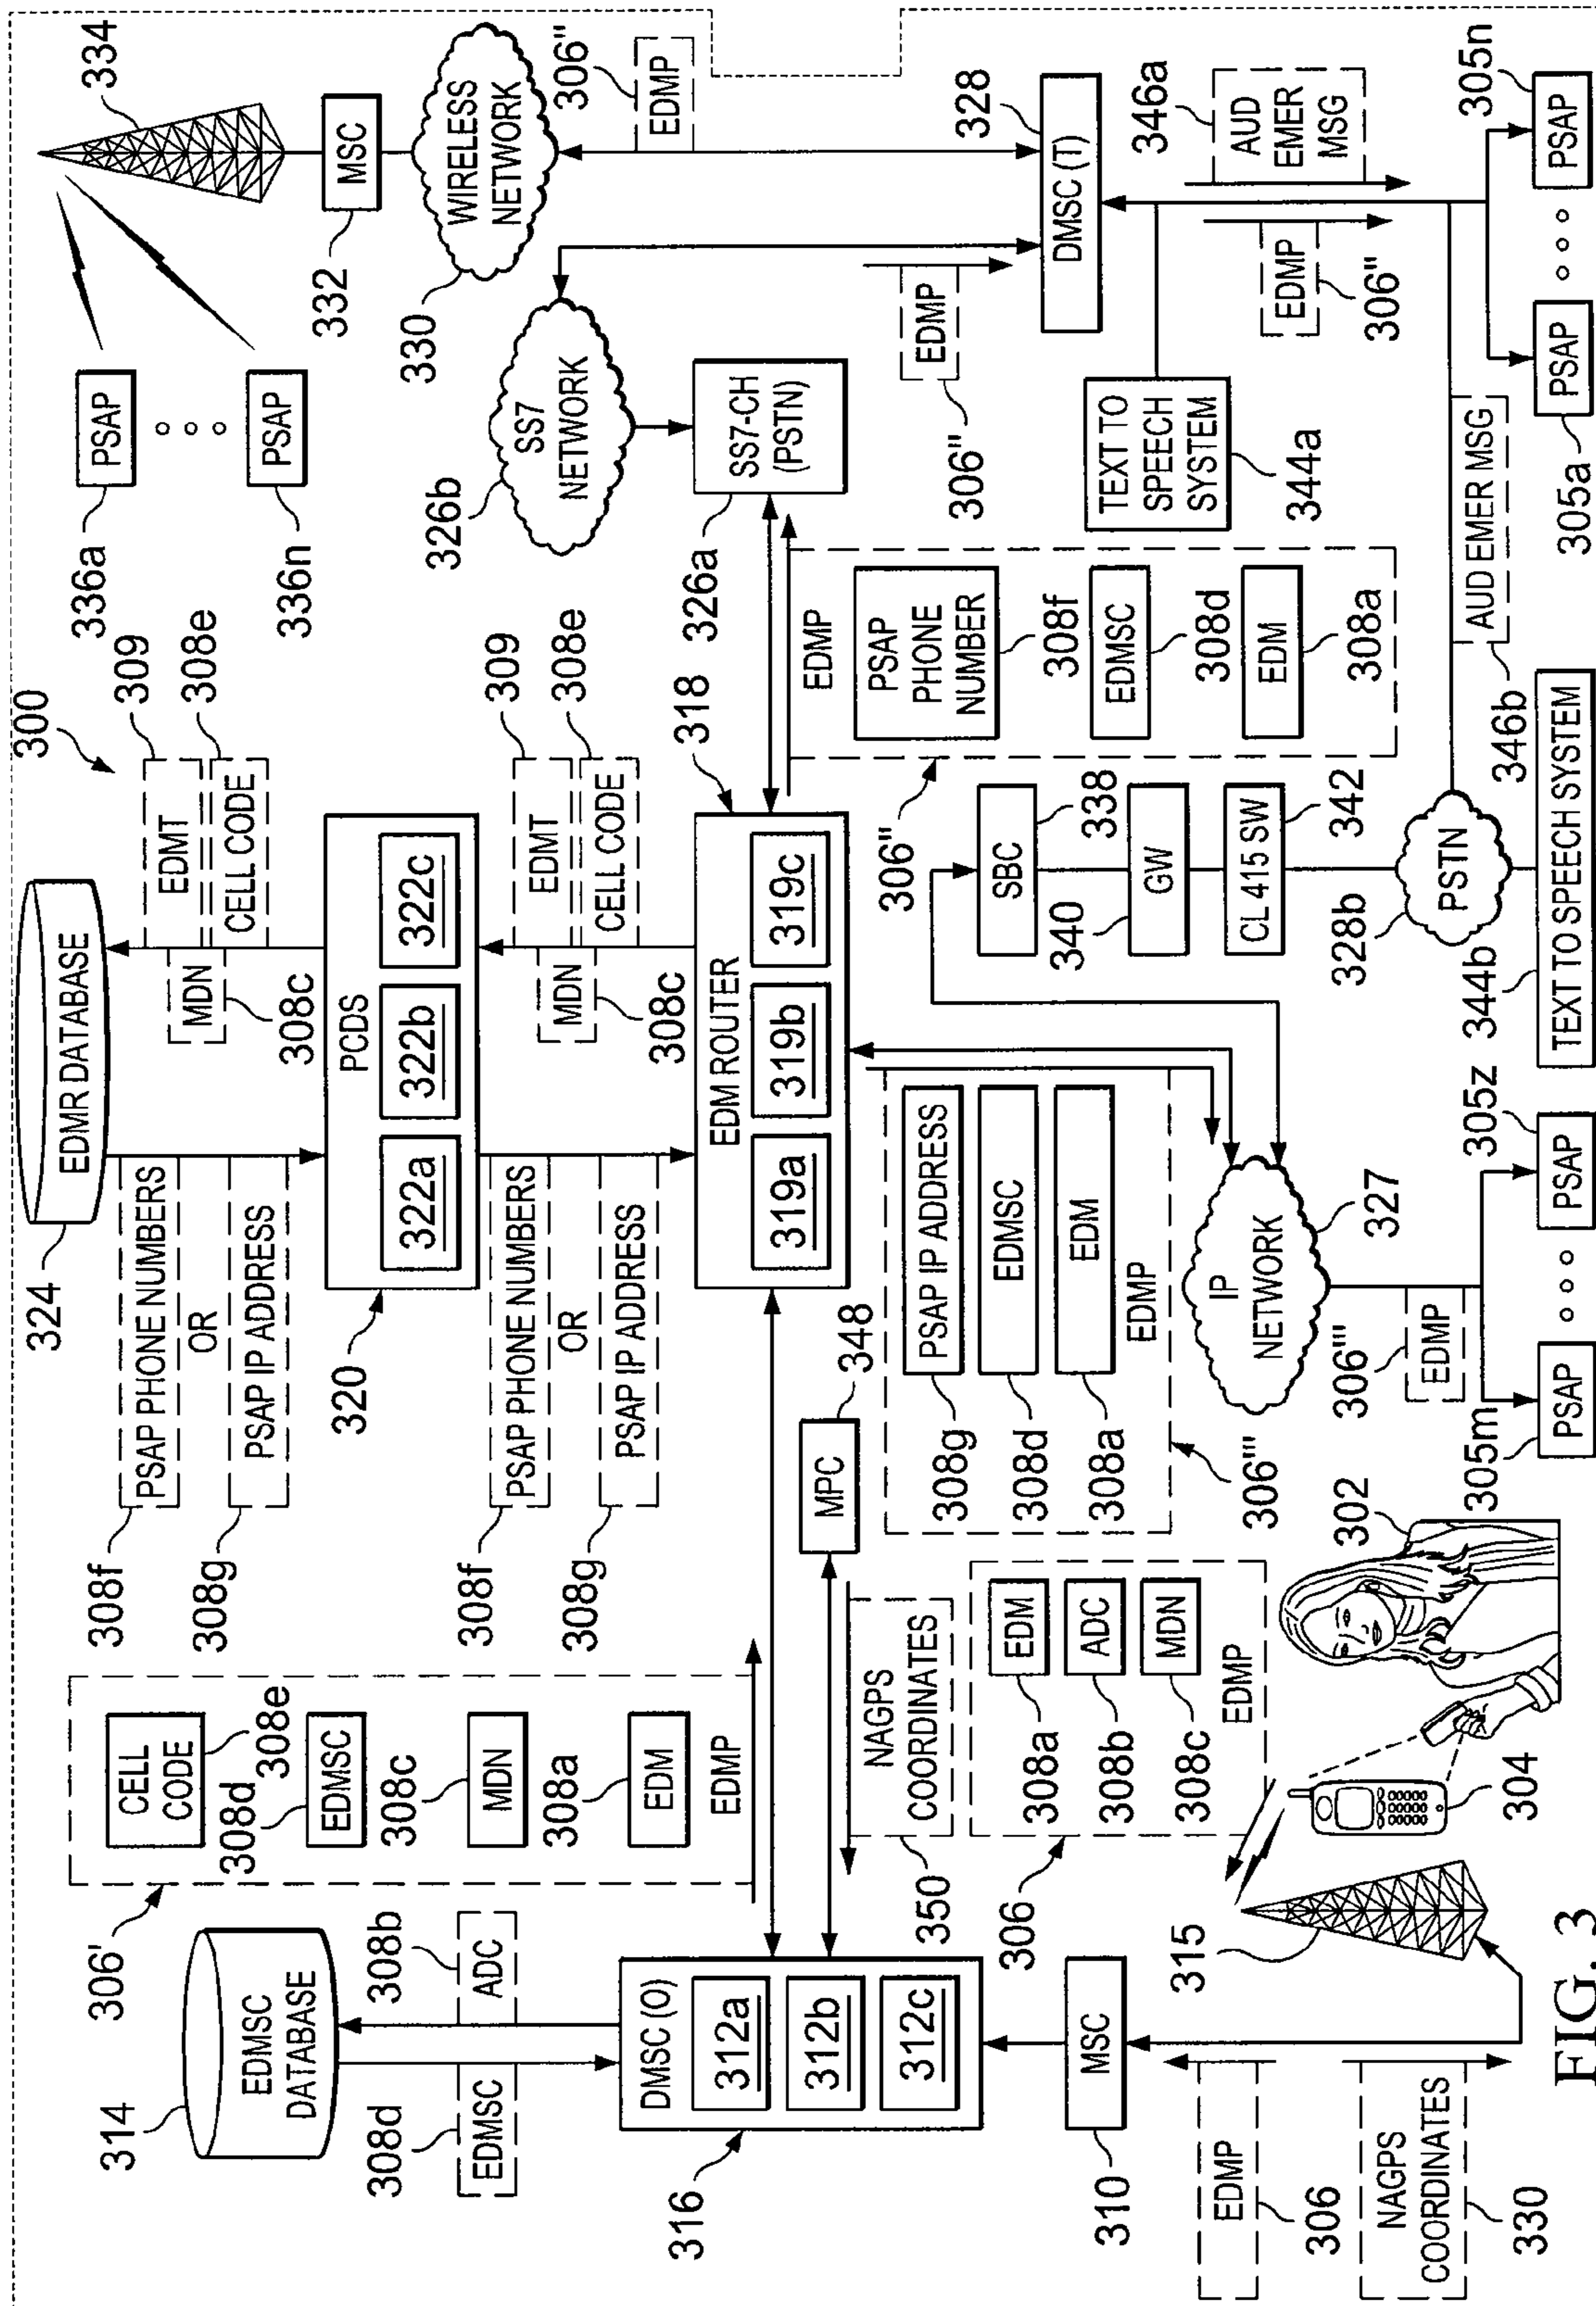 300
324
EDMR DATABASE
308f
PSAP PHONE NUMBERS
OR
308g
PSAP IP ADDRESS
EDMT
309
CELL CODE
308e
MDN
308c
320
PCDS
322a
322b
322c
308f
PSAP PHONE NUMBERS
OR
308g
PSAP IP ADDRESS
EDMT
309
CELL CODE
308e
MDN
308c
318
EDM ROUTER
319a
319b
319c
336a
PSAP
336n
PSAP
334
332
MSC
330
WIRELESS
NETWORK
EDMP
306"
326b
SS7
NETWORK
326a
SS7-CH
(PSTN)
EDMP
306"
DMSC (T)
328
314
EDMSC
DATABASE
308d
EDMSC
308b
ADC
306'
CELL
CODE
308e
308d
EDMSC
308c
MDN
308a
EDM
EDMP
316
DMSC (O)
312a
312b
312c
MPC
348
NAGPS
COORDINATES
350
310
MSC
306
EDM
308a
ADC
308b
MDN
308c
EDMP
EDMP
306
NAGPS
COORDINATES
330
315
304
302
PSAP IP ADDRESS
308g
EDMSC
308d
EDM
308a
EDMP
306'''
IP
NETWORK
327
EDMP
306'''
305m
PSAP
305z
PSAP
EDMP
PSAP
PHONE
NUMBER
308f
EDMSC
308d
EDM
308a
306"
SBC
338
340
GW
CL 415 SW
342
328b
PSTN
344b
TEXT TO SPEECH SYSTEM
346b
AUD EMER MSG
TEXT TO
SPEECH
SYSTEM
344a
346a
AUD
EMER
MSG
EDMP
306"
305a
PSAP
305n
PSAP
FIG. 3